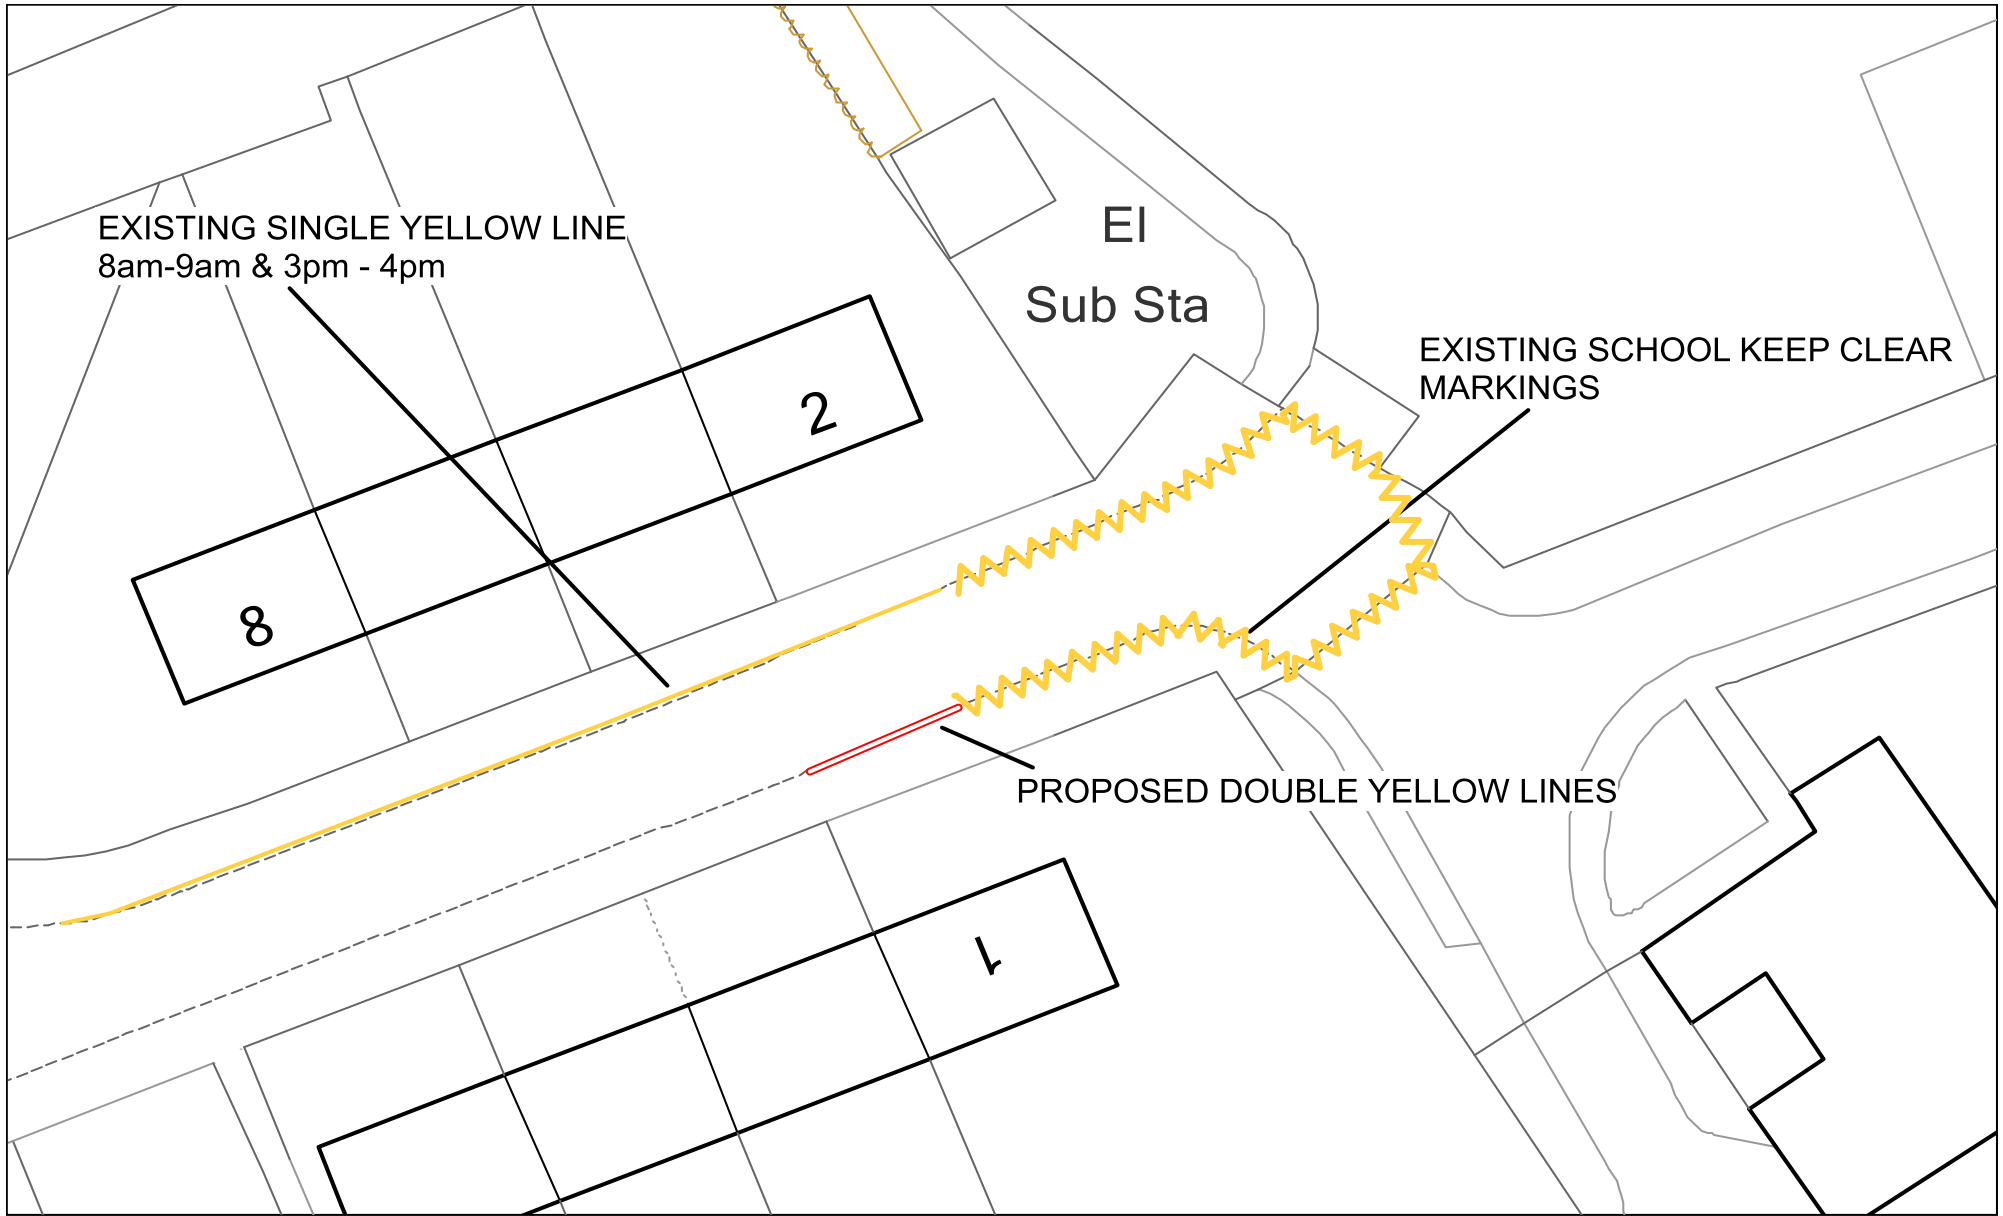 EXISTING SINGLE YELLOW LINE
8am-9am & 3pm - 4pm
El
Sub Sta
EXISTING SCHOOL KEEP CLEAR
MARKINGS
2
8
PROPOSED DOUBLE YELLOW LINES
1